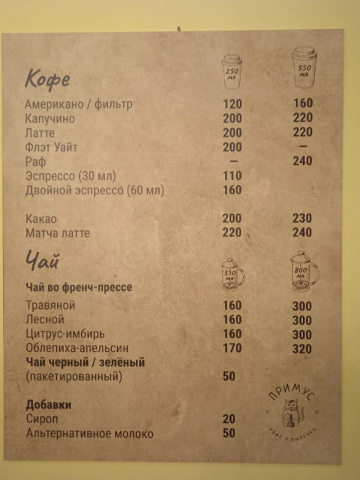 Кофе 250 мл 350 мл
Американо / фильтр 120 160
Капучино 200 220
Латте 200 220
Флэт Уайт 200 —
Раф — 240
Эспрессо (30 мл) 110
Двойной эспрессо (60 мл) 160
Какао 200 230
Матча латте 220 240
Чай 350 мл 800 мл
Чай во френч-прессе
Травяной 160 300
Лесной 160 300
Цитрус-имбирь 160 300
Облепиха-апельсин 170 320
Чай черный / зелёный
(пакетированный) 50
Добавки
Сироп 20
Альтернативное молоко 50
ПРИМУС